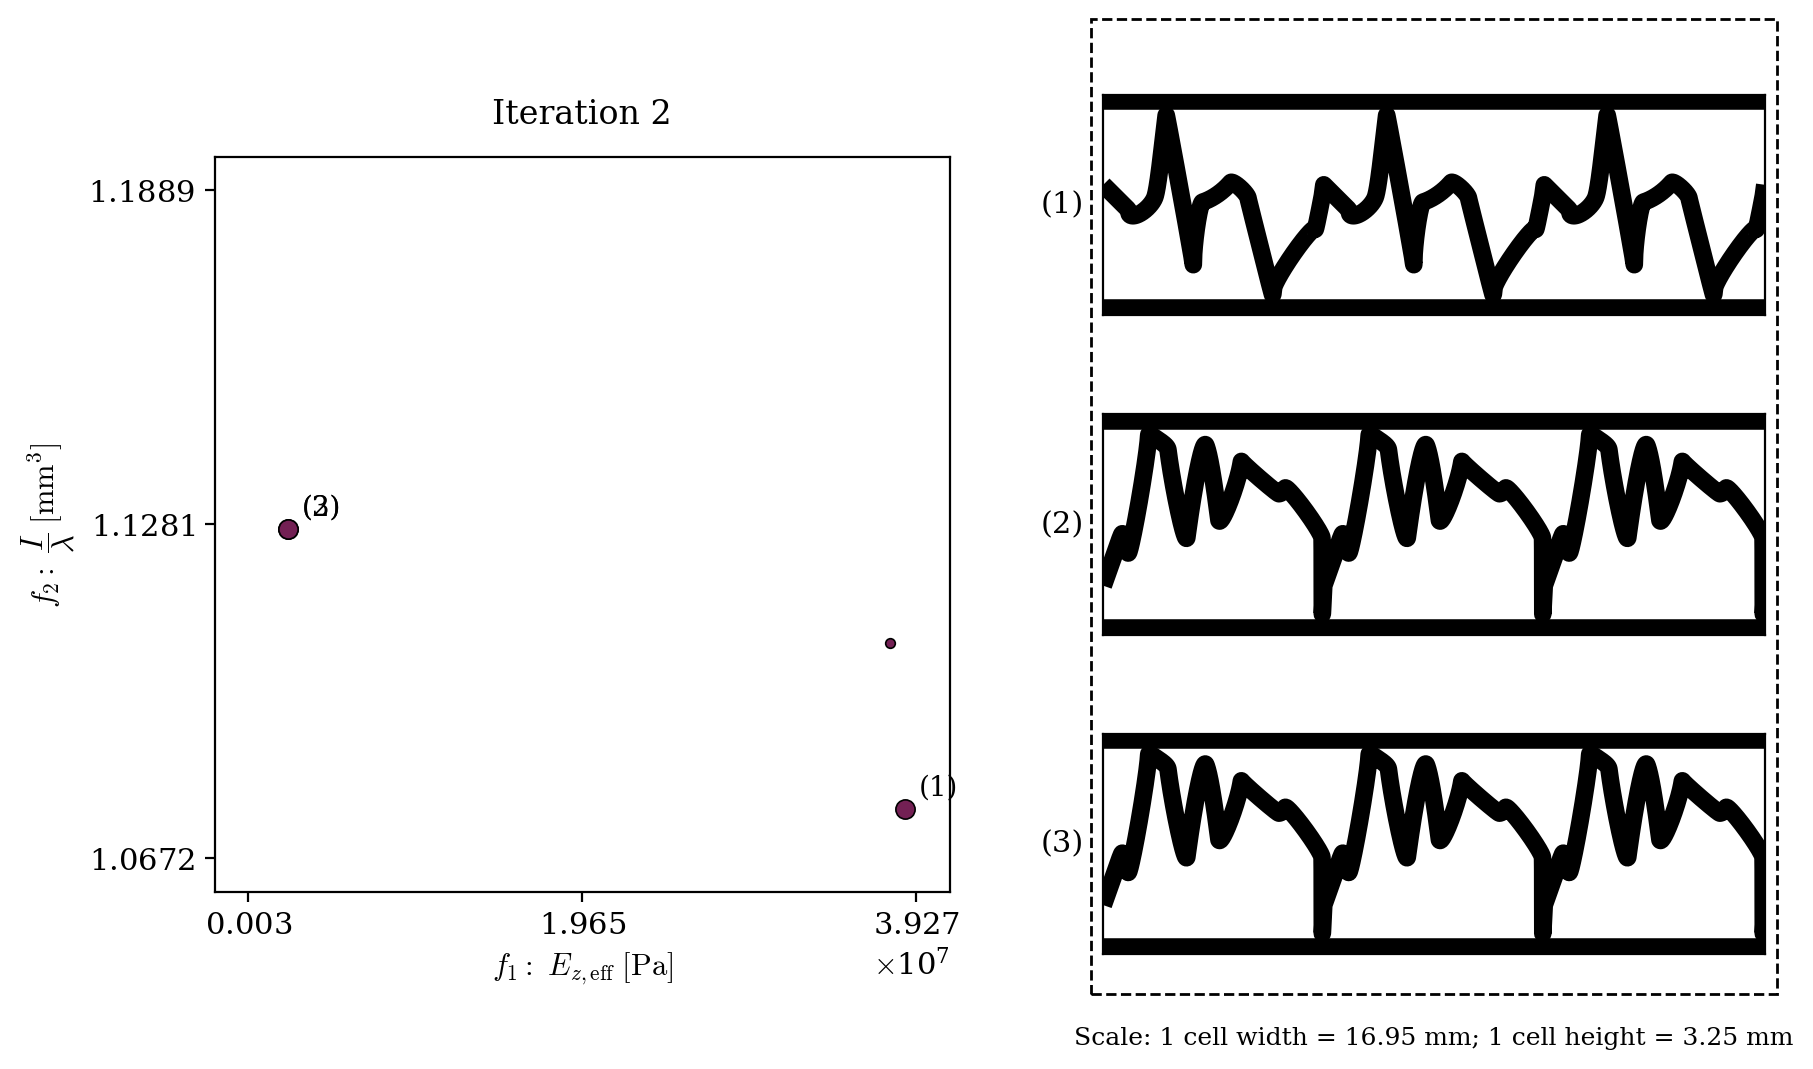 Iteration 2
1.1889
1.1281
1.0672
f₂ : I/λ [mm³]
(2)
(3)
(1)
0.003 1.965 3.927
×10⁷
f₁ : E_z,eff [Pa]
(1)
(2)
(3)
Scale: 1 cell width = 16.95 mm; 1 cell height = 3.25 mm